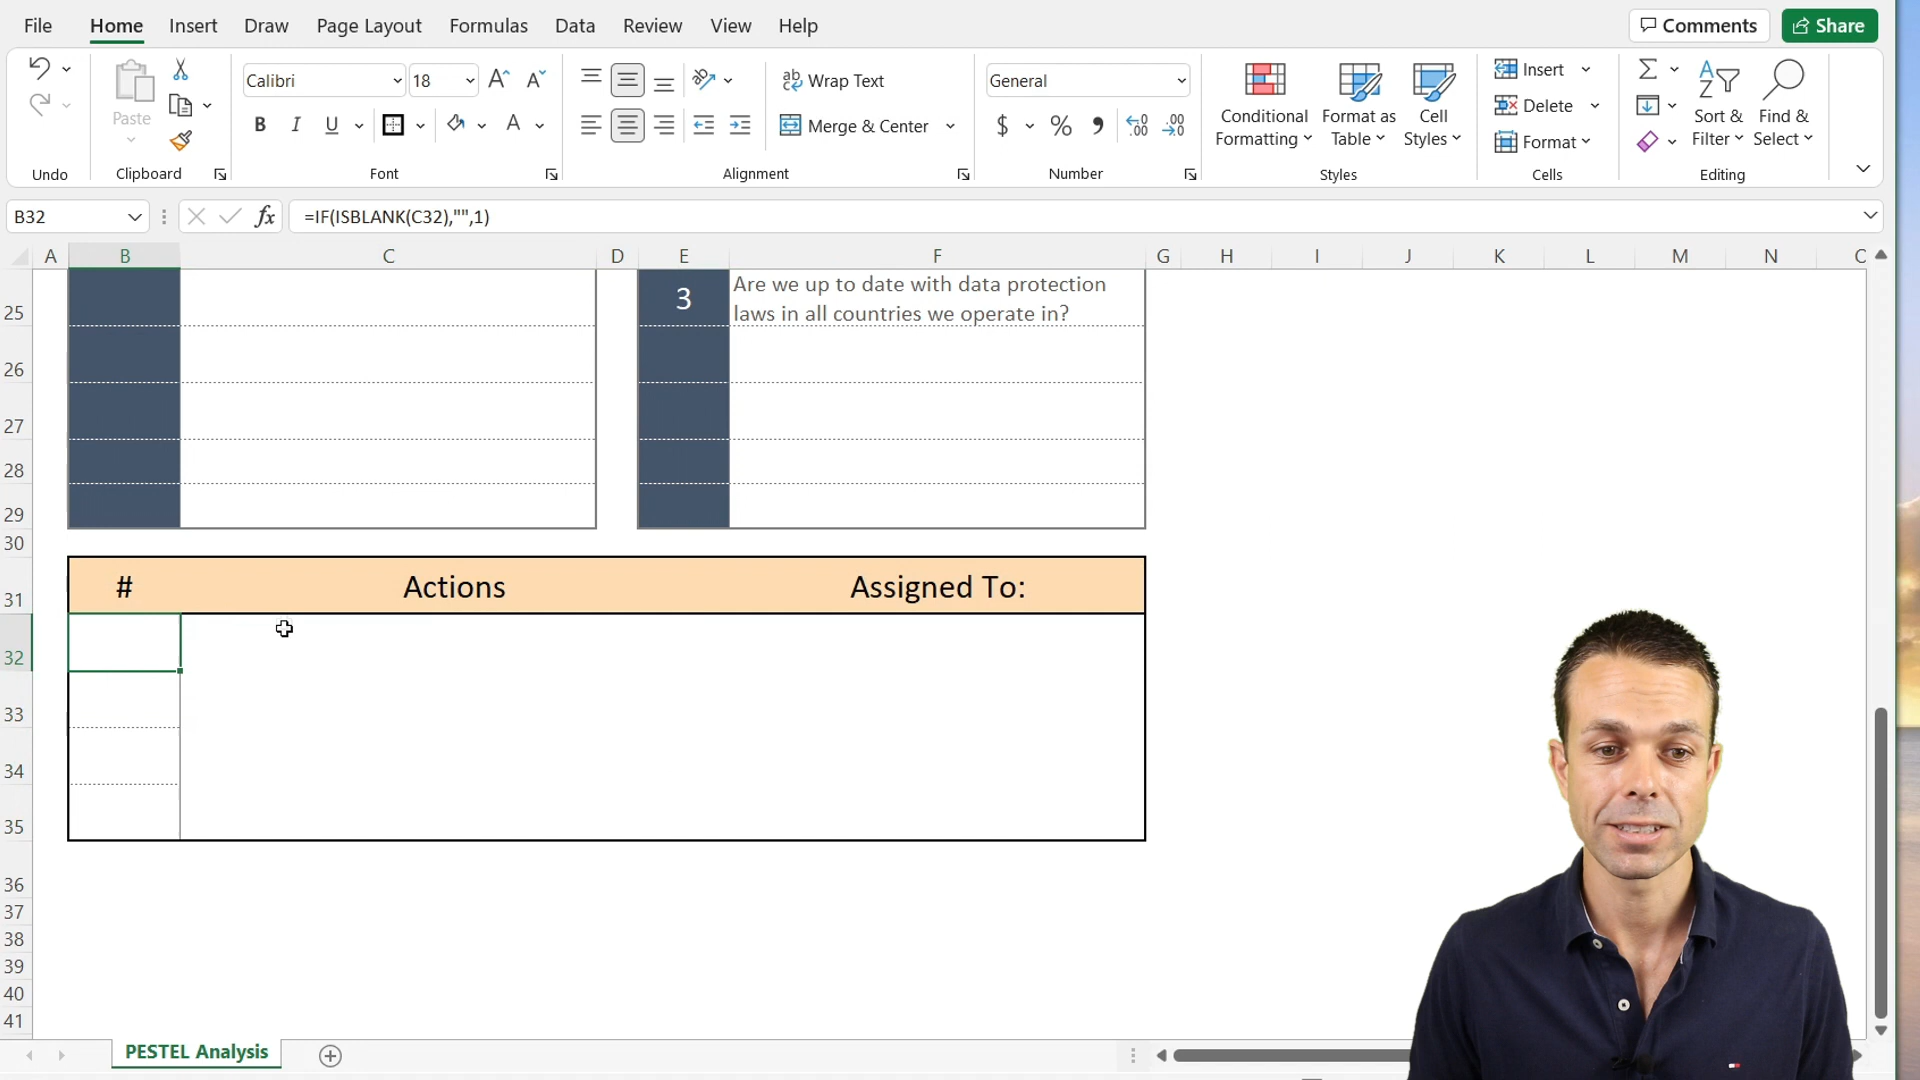 File Home Insert Draw Page Layout Formulas Data Review View Help Comments Share
Paste
Calibri 18
B I U A
ab Wrap Text
Merge & Center
General
$ % 9
Conditional Formatting
Format as Table
Cell Styles
Insert
Delete
Format
Sort & Filter
Find & Select
Undo Clipboard Font Alignment Number Styles Cells Editing
B32 fx =IF(ISBLANK(C32),"",1)
A B C D E F G H I J K L M N
25 3 Are we up to date with data protection
laws in all countries we operate in?
26
27
28
29
30
31 # Actions Assigned To:
32
33
34
35
36
37
38
39
40
41
PESTEL Analysis